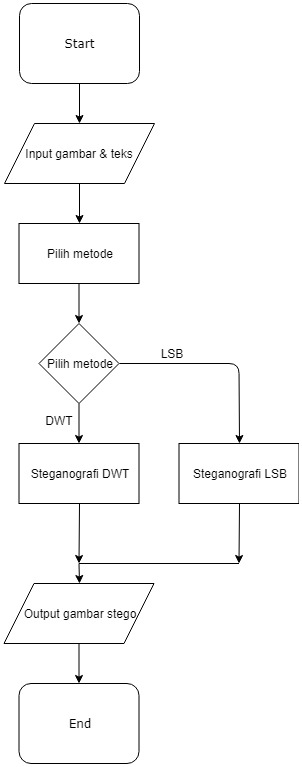 Start
Input gambar & teks
Pilih metode
Pilih metode
LSB
DWT
Steganografi DWT
Steganografi LSB
Output gambar stego
End